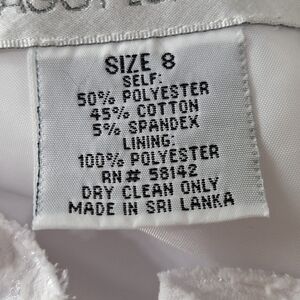 SIZE 8
SELF:
50% POLYESTER
45% COTTON
5% SPANDEX
LINING:
100% POLYESTER
RN# 58142
DRY CLEAN ONLY
MADE IN SRI LANKA